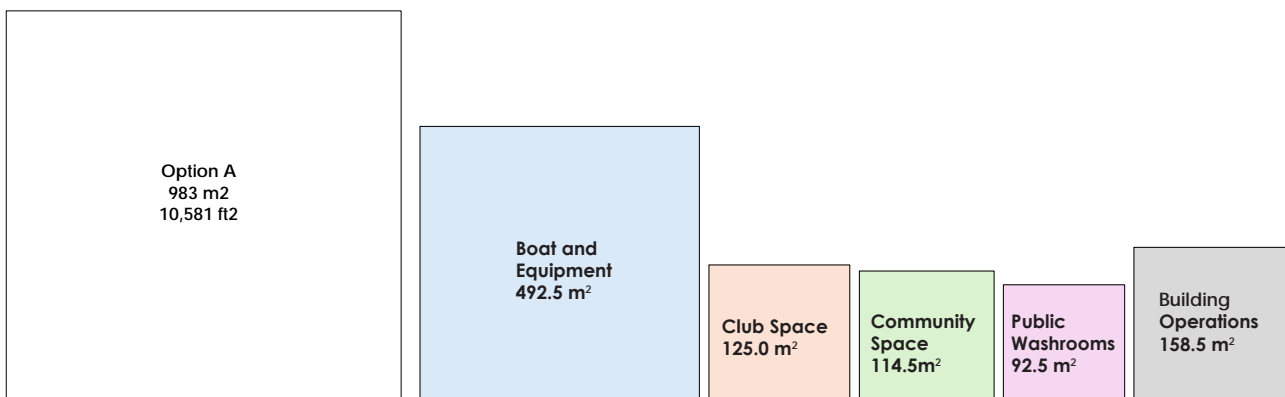 Option A
983 m2
10,581 ft2
Boat and
Equipment
492.5 m²
Club Space
125.0 m²
Community
Space
114.5m²
Public
Washrooms
92.5 m²
Building
Operations
158.5 m²